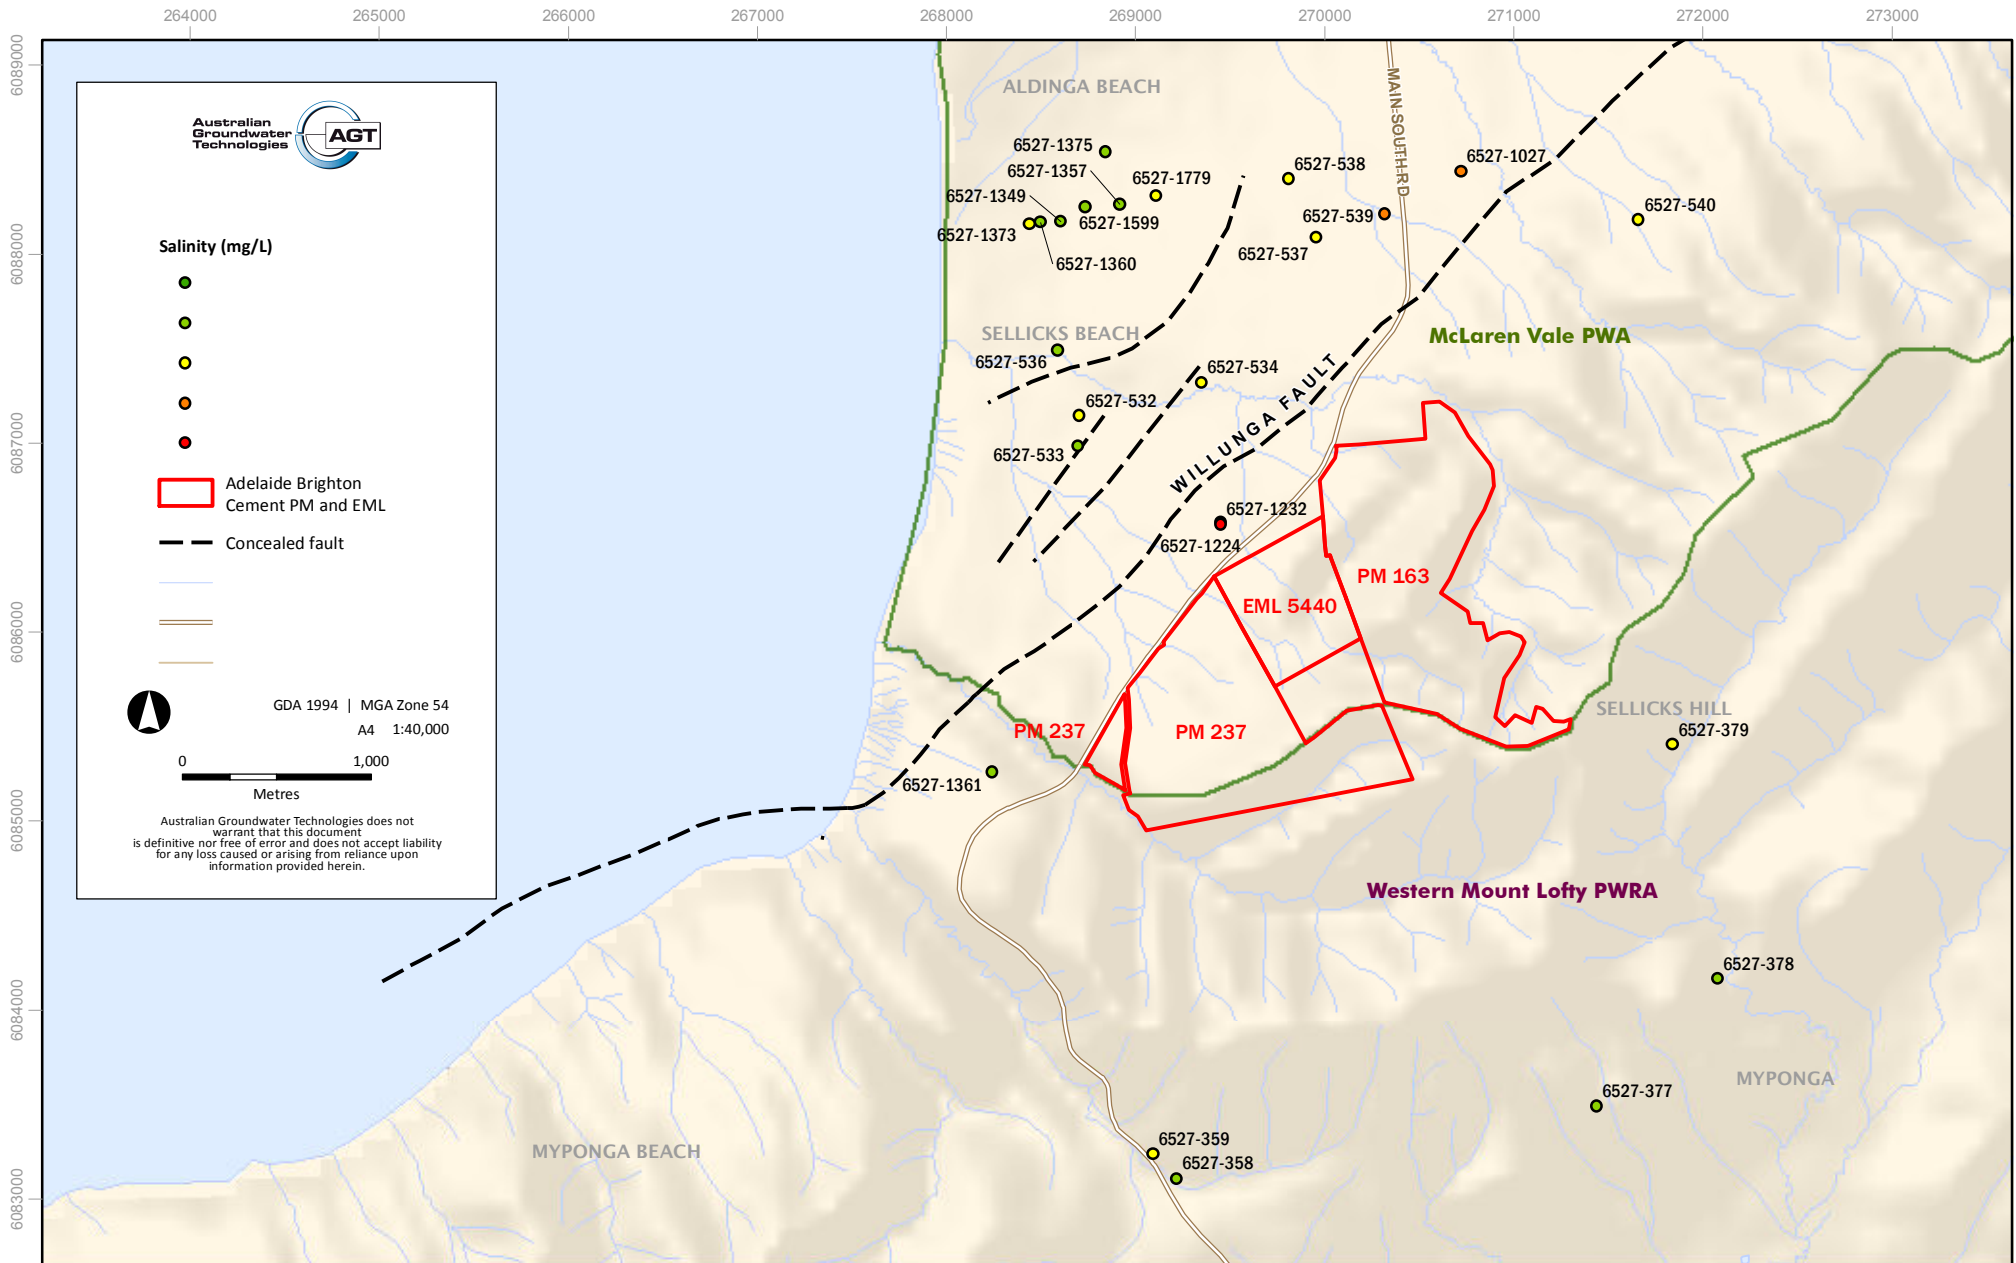 264000
265000
266000
267000
268000
269000
270000
271000
272000
273000
6089000
6088000
6087000
6086000
6085000
6084000
6083000
Australian
Groundwater
Technologies
AGT
Salinity (mg/L)
Adelaide Brighton
Cement PM and EML
Concealed fault
GDA 1994 | MGA Zone 54
A4 1:40,000
0 1,000
Metres
Australian Groundwater Technologies does not
warrant that this document
is definitive nor free of error and does not accept liability
for any loss caused or arising from reliance upon
information provided herein.
ALDINGA BEACH
MAIN SOUTH RD
6527-1375
6527-1357
6527-1779
6527-1349
6527-1599
6527-1373
6527-1360
6527-538
6527-1027
6527-539
6527-537
6527-540
SELLICKS BEACH
6527-536
McLaren Vale PWA
6527-534
6527-532
6527-533
WILLUNGA FAULT
6527-1232
6527-1224
PM 163
EML 5440
PM 237
PM 237
SELLICKS HILL
6527-379
6527-1361
Western Mount Lofty PWRA
6527-378
MYPONGA
6527-377
MYPONGA BEACH
6527-359
6527-358